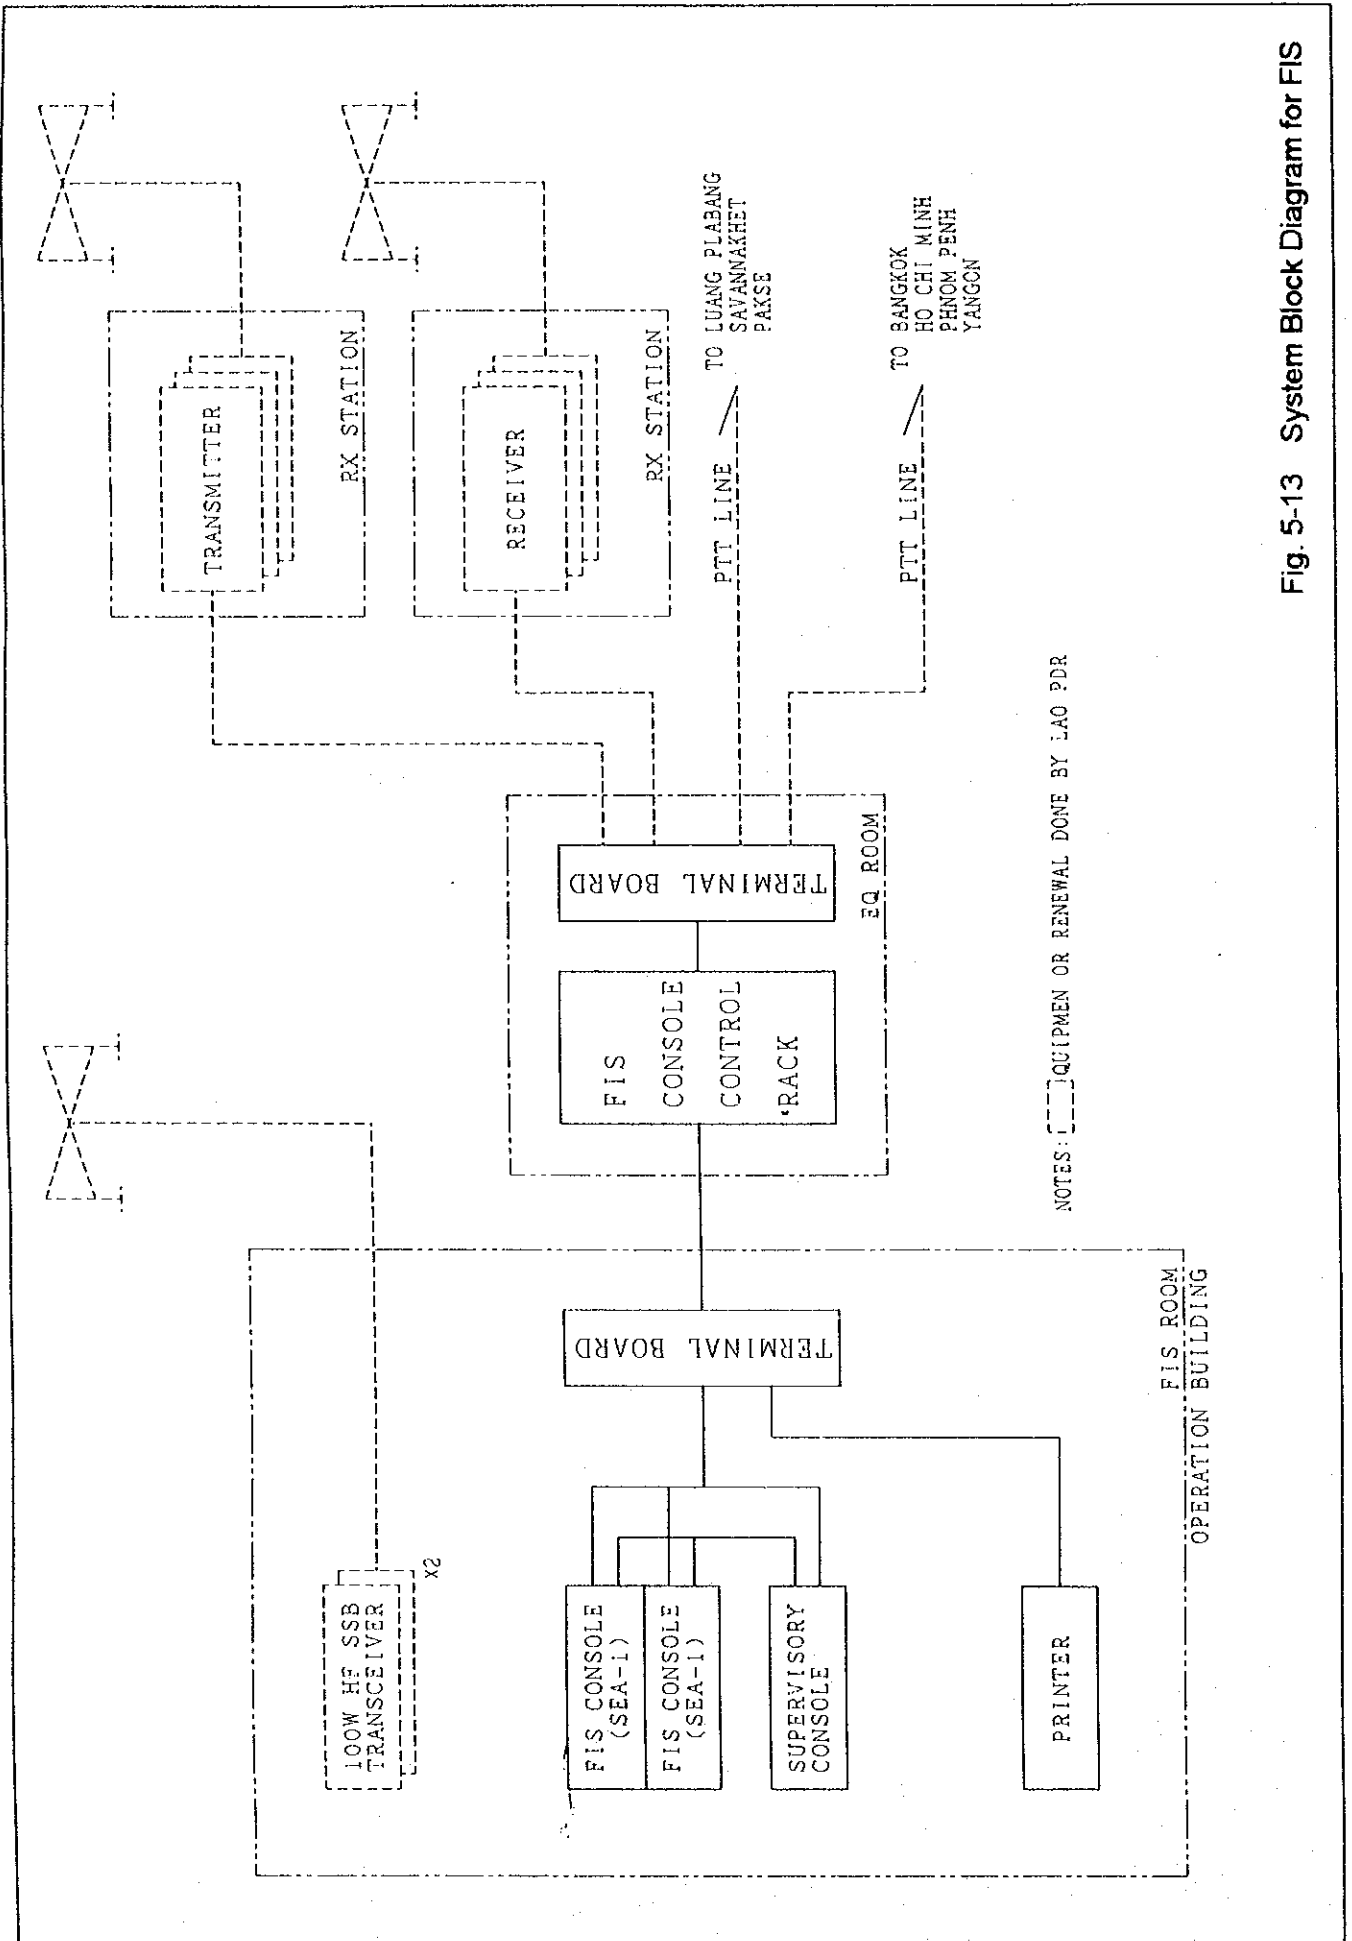 100W HF SSB
TRANSCEIVER
X2
FIS CONSOLE
(SEA-1)
FIS CONSOLE
(SEA-1)
SUPERVISORY
CONSOLE
PRINTER
TERMINAL BOARD
FIS ROOM
OPERATION BUILDING
FIS
CONSOLE
CONTROL
RACK
TERMINAL BOARD
EQ ROOM
TRANSMITTER
RX STATION
RECEIVER
RX STATION
PTT LINE
TO LUANG PLABANG
SAVANNAKHET
PAKSE
PTT LINE
TO BANGKOK
HO CHI MINH
PHNOM PENH
YANGON
NOTES: EQUIPMEN OR RENEWAL DONE BY LAO PDR
Fig. 5-13 System Block Diagram for FIS